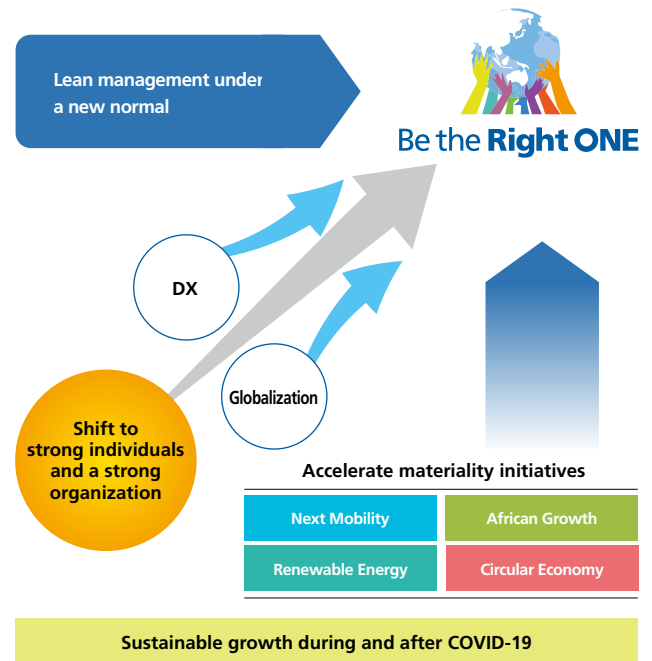 Lean management under
a new normal
Be the Right ONE
DX
Globalization
Shift to
strong individuals
and a strong
organization
Accelerate materiality initiatives
Next Mobility
African Growth
Renewable Energy
Circular Economy
Sustainable growth during and after COVID-19